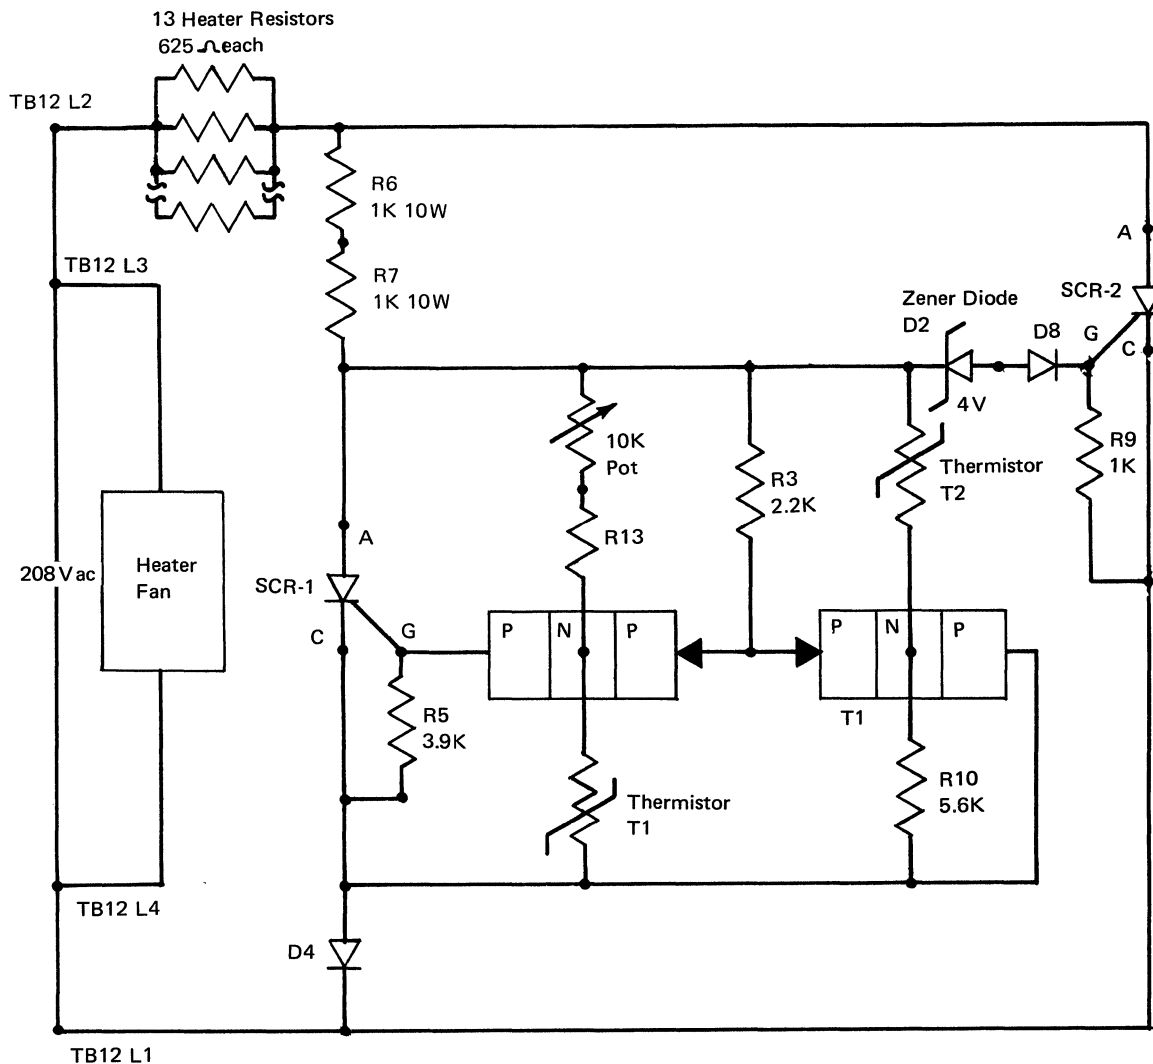 13 Heater Resistors
625 Ω each
TB12 L2
R6
1K 10W
TB12 L3
R7
1K 10W
A
SCR-2
Zener Diode
D2
D8
G
C
4V
10K
Pot
R3
2.2K
Thermistor
T2
R9
1K
R13
A
208Vac
Heater
Fan
SCR-1
C
G
P
N
P
P
N
P
T1
R5
3.9K
R10
5.6K
Thermistor
T1
TB12 L4
D4
TB12 L1